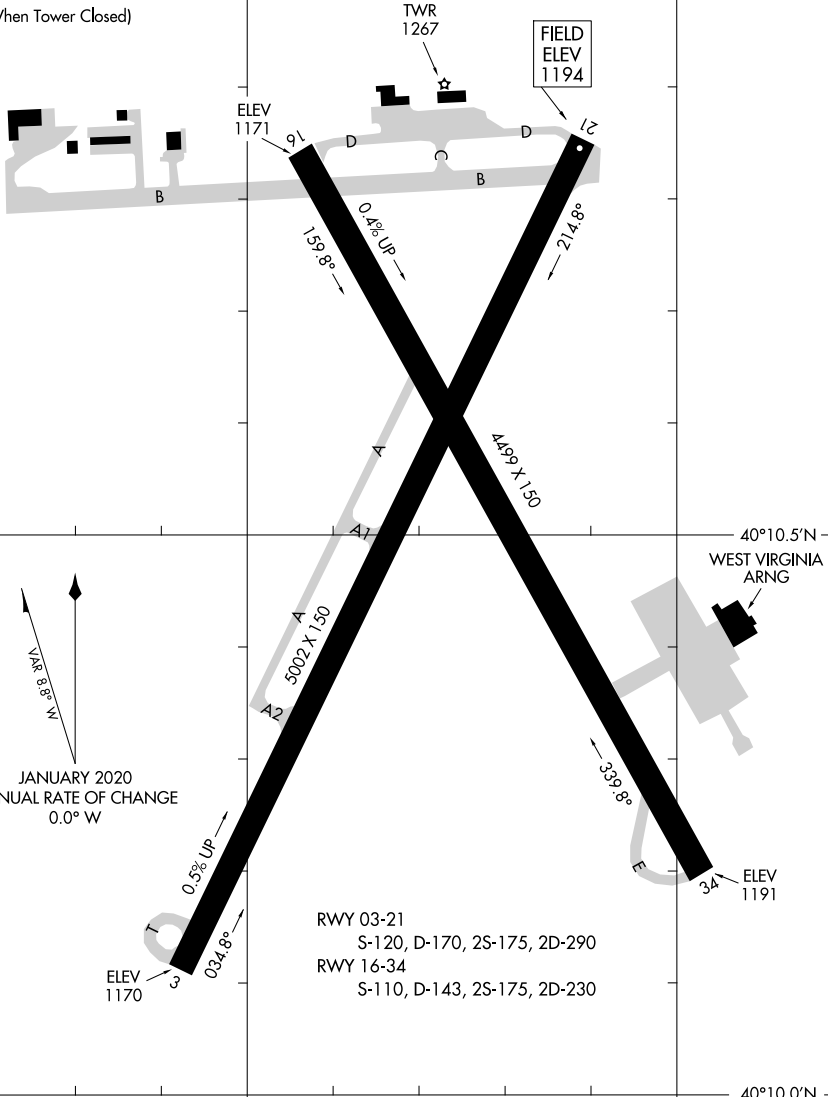 When Tower Closed)
TWR
1267
FIELD
ELEV
1194
ELEV
1171
16
21
D
D
C
B
B
0.4% UP
159.8°
214.8°
A
4499 X 150
A1
40°10.5'N
WEST VIRGINIA
ARNG
A
5002 X 150
VAR 8.8° W
A2
JANUARY 2020
NUAL RATE OF CHANGE
0.0° W
339.8°
0.5% UP
E
34
ELEV
1191
T
034.8°
RWY 03-21
S-120, D-170, 2S-175, 2D-290
RWY 16-34
S-110, D-143, 2S-175, 2D-230
ELEV
1170
3
40°10.0'N